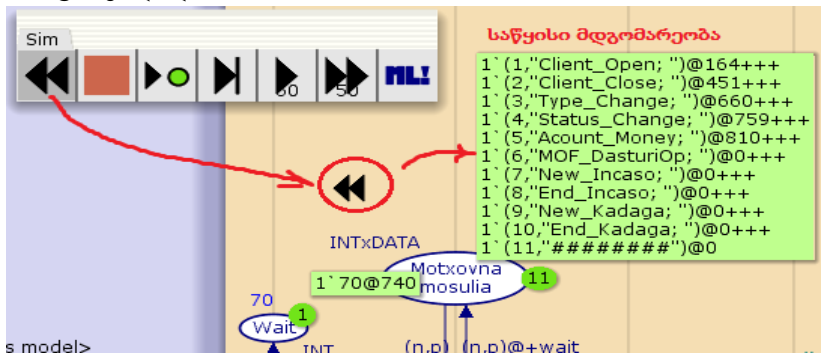 Sim
50
50
ML!
საწყისი მდგომარეობა
1`(1,"Client_Open; ")@164+++
1`(2,"Client_Close; ")@451+++
1`(3,"Type_Change; ")@660+++
1`(4,"Status_Change; ")@759+++
1`(5,"Acount_Money; ")@810+++
1`(6,"MOF_DasturiOp; ")@0+++
1`(7,"New_Incaso; ")@0+++
1`(8,"End_Incaso; ")@0+++
1`(9,"New_Kadaga; ")@0+++
1`(10,"End_Kadaga; ")@0+++
1`(11,"########")@0
INTxDATA
Motxovna
mosulia
11
1`70@740
70
1
Wait
INT
(n,p)
(n,p)@+wait
s model>